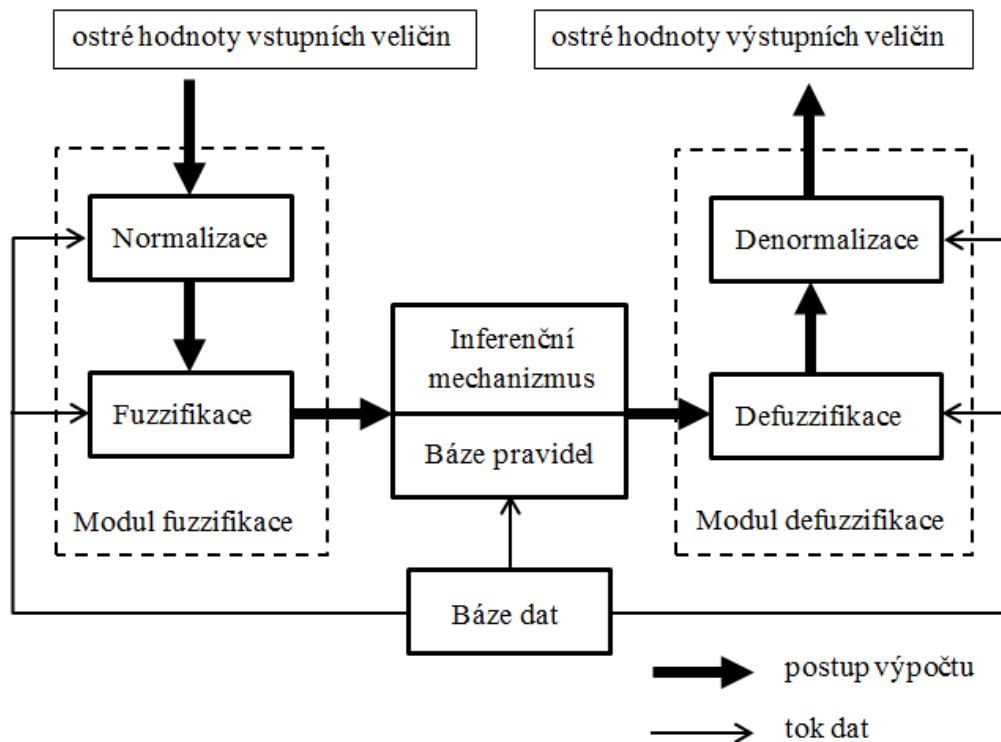 ostré hodnoty vstupních veličin
ostré hodnoty výstupních veličin
Normalizace
Denormalizace
Inferenční
mechanizmus
Fuzzifikace
Defuzzifikace
Báze pravidel
Modul fuzzifikace
Modul defuzzifikace
Báze dat
postup výpočtu
tok dat